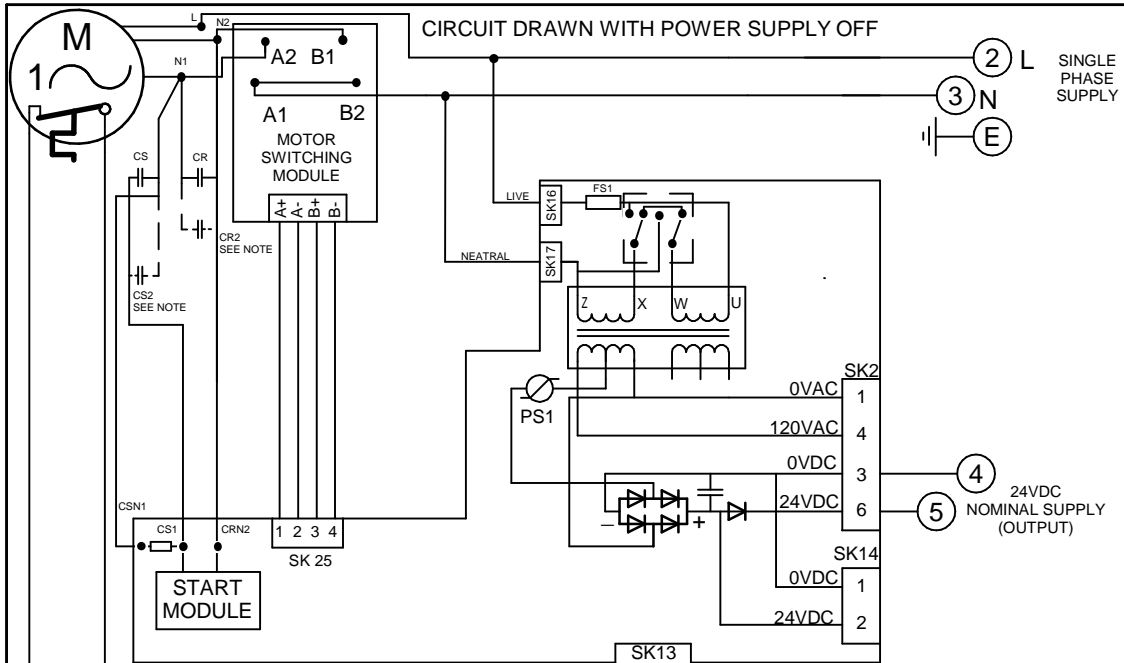 CIRCUIT DRAWN WITH POWER SUPPLY OFF
L
N2
M
1
N1
A2 B1
A1 B2
MOTOR
SWITCHING
MODULE
A+ A- B+ B-
2 L
3 N
E
SINGLE
PHASE
SUPPLY
CS
CR
CR2
SEE NOTE
CS2
SEE NOTE
LIVE
SK16
FS1
NEATRAL
SK17
Z X W U
PS1
SK2
0VAC 1
120VAC 4
0VDC 3
24VDC 6
4
5
24VDC
NOMINAL SUPPLY
(OUTPUT)
– +
SK14
0VDC 1
24VDC 2
CSN1
CS1
CRN2
1 2 3 4
SK 25
START
MODULE
SK13